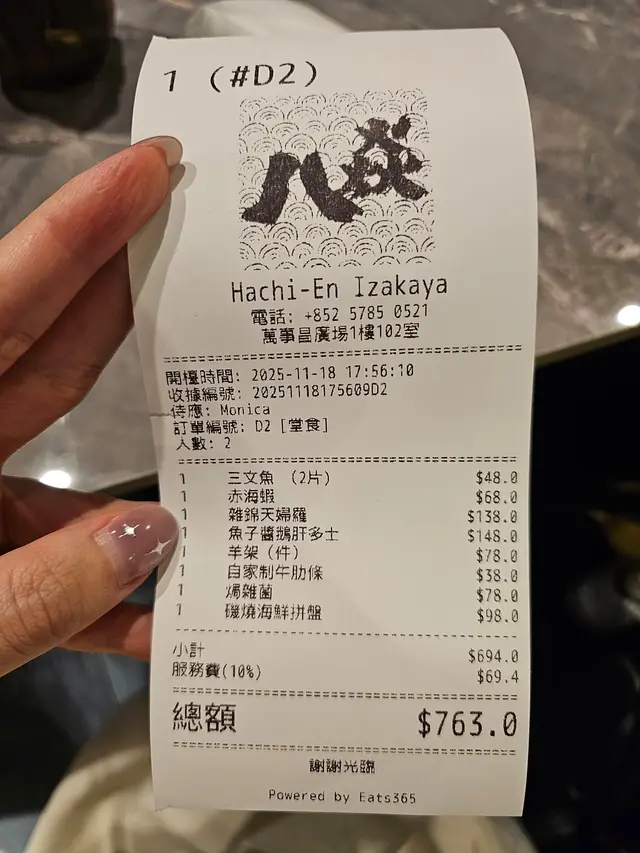 1 (#D2)
八炎
Hachi-En Izakaya
電話: +852 5785 0521
萬事昌廣場1樓102室
開檯時間: 2025-11-18 17:56:10
收據編號: 20251118175609D2
侍應: Monica
訂單編號: D2 [堂食]
人數: 2
1 三文魚 (2片) $48.0
1 赤海蝦 $68.0
1 雜錦天婦羅 $138.0
1 魚子醬鵝肝多士 $148.0
1 羊架 (件) $78.0
1 自家制牛肋條 $38.0
1 焗雜菌 $78.0
1 磯燒海鮮拼盤 $98.0
小計 $694.0
服務費(10%) $69.4
總額 $763.0
謝謝光臨
Powered by Eats365